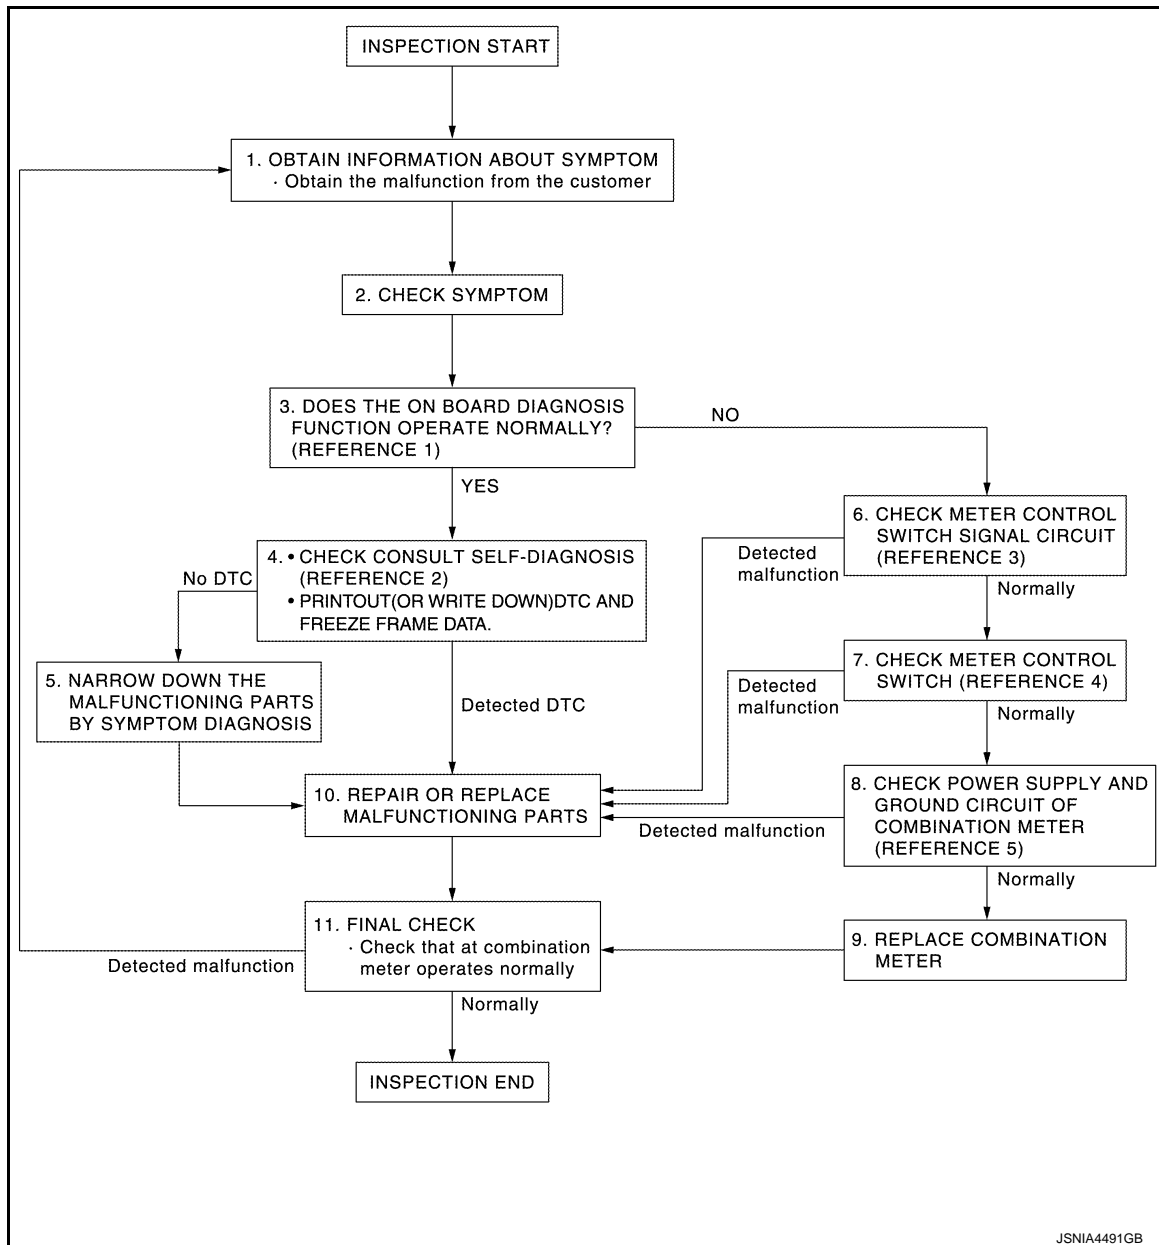 INSPECTION START
1. OBTAIN INFORMATION ABOUT SYMPTOM
· Obtain the malfunction from the customer
2. CHECK SYMPTOM
3. DOES THE ON BOARD DIAGNOSIS
FUNCTION OPERATE NORMALLY?
(REFERENCE 1)
NO
YES
4. • CHECK CONSULT SELF-DIAGNOSIS
(REFERENCE 2)
• PRINTOUT(OR WRITE DOWN)DTC AND
FREEZE FRAME DATA.
No DTC
5. NARROW DOWN THE
MALFUNCTIONING PARTS
BY SYMPTOM DIAGNOSIS
Detected DTC
6. CHECK METER CONTROL
SWITCH SIGNAL CIRCUIT
(REFERENCE 3)
Detected
malfunction
Normally
7. CHECK METER CONTROL
SWITCH (REFERENCE 4)
Detected
malfunction
Normally
8. CHECK POWER SUPPLY AND
GROUND CIRCUIT OF
COMBINATION METER
(REFERENCE 5)
Detected malfunction
Normally
9. REPLACE COMBINATION
METER
10. REPAIR OR REPLACE
MALFUNCTIONING PARTS
11. FINAL CHECK
· Check that at combination
meter operates normally
Detected malfunction
Normally
INSPECTION END
JSNIA4491GB